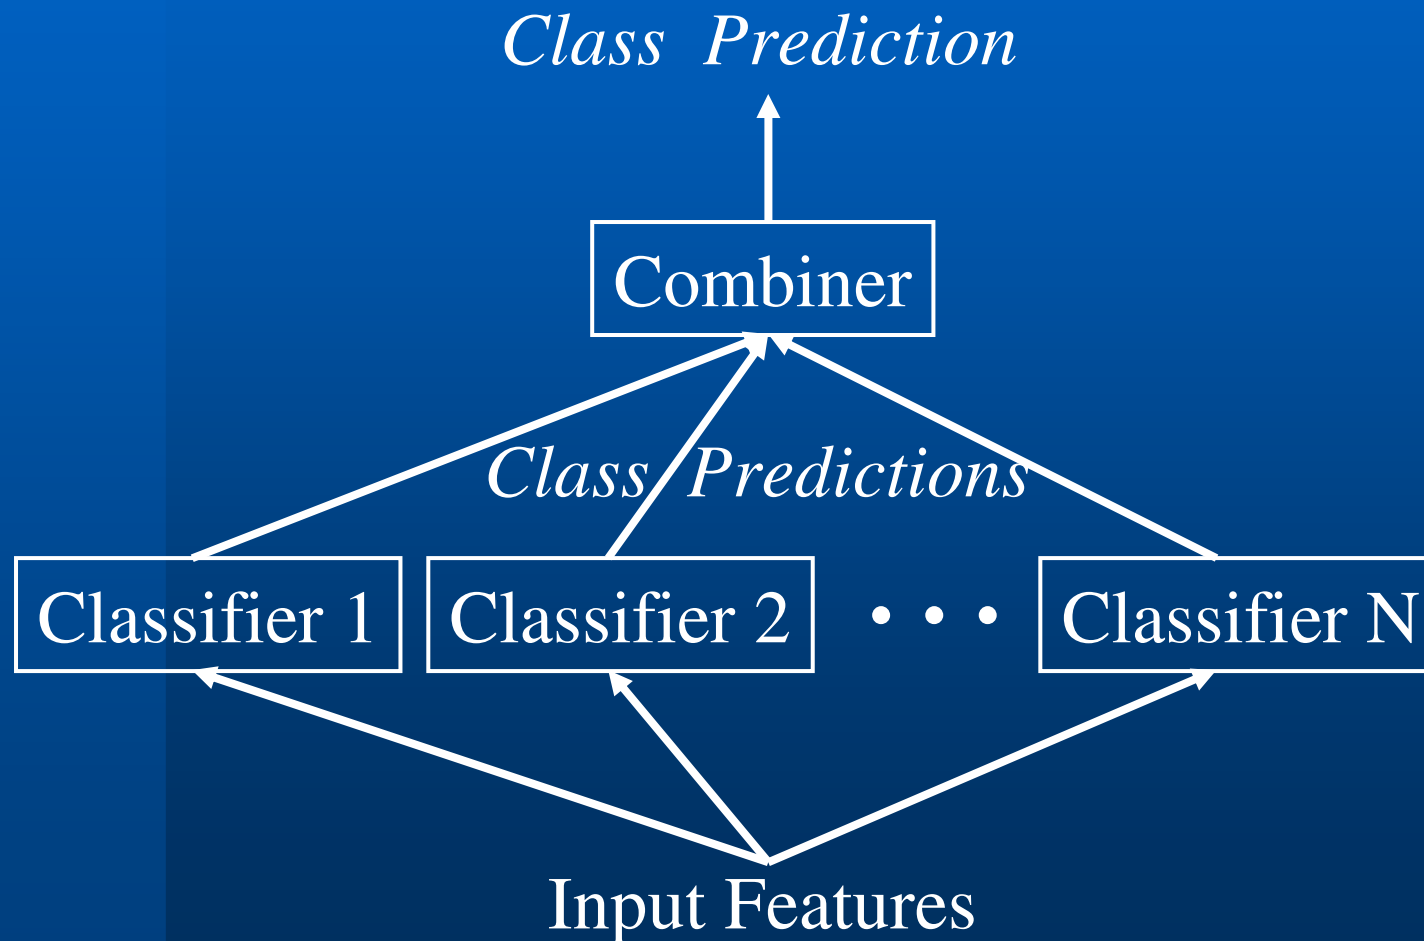 Class Prediction
Combiner
Class Predictions
Classifier 1
Classifier 2
• • •
Classifier N
Input Features